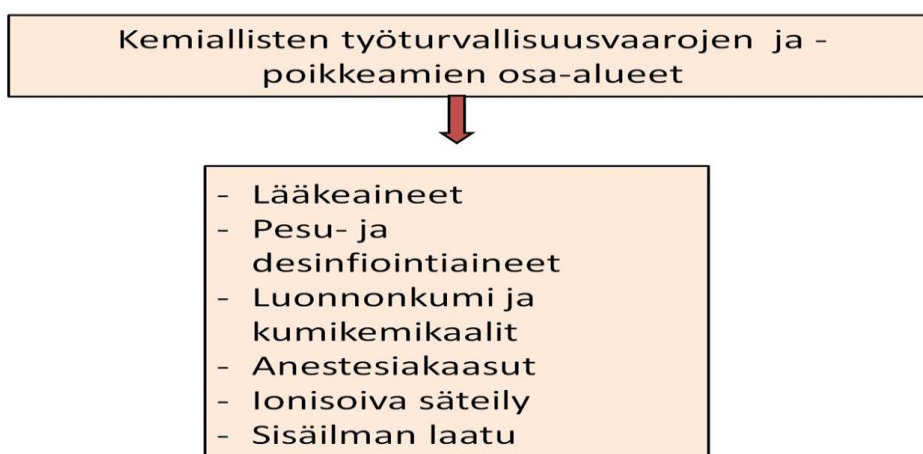 Kemiallisten työturvallisuusvaarojen ja -
poikkeamien osa-alueet
- Lääkeaineet
- Pesu- ja
desinfiointiaineet
- Luonnonkumi ja
kumikemikaalit
- Anestesiakaasut
- Ionisoiva säteily
- Sisäilman laatu